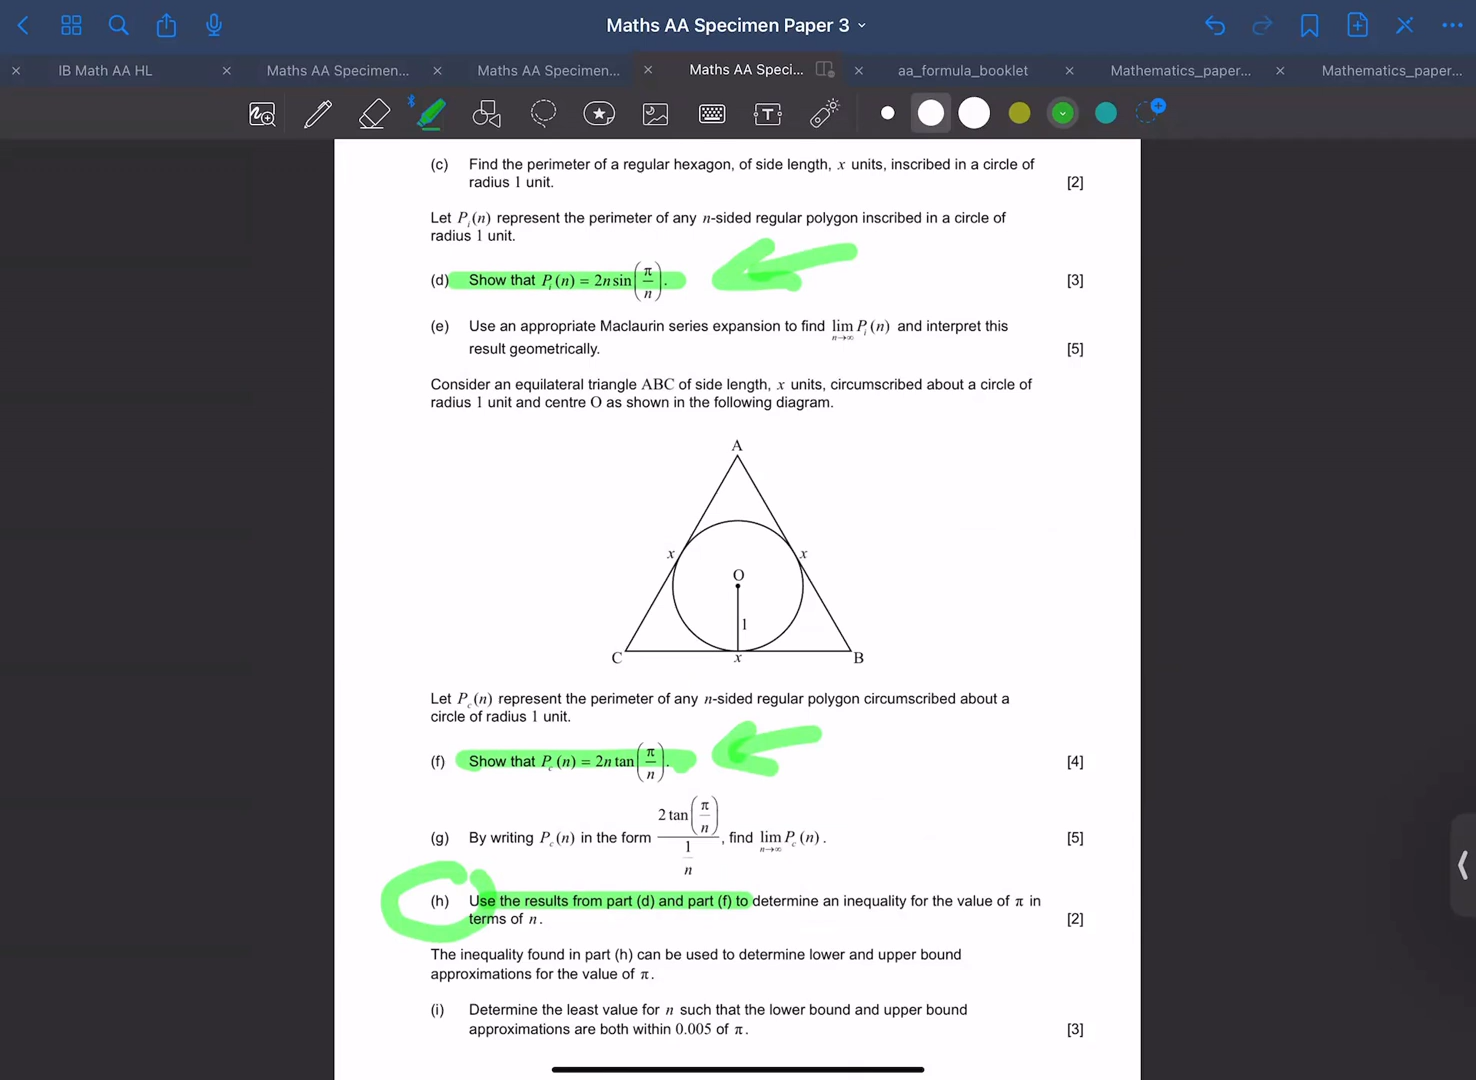 Maths AA Specimen Paper 3
IB Math AA HL
Maths AA Specimen...
Maths AA Specimen...
Maths AA Speci...
aa_formula_booklet
Mathematics_paper...
Mathematics_paper...
(c) Find the perimeter of a regular hexagon, of side length, x units, inscribed in a circle of
radius 1 unit. [2]
Let P_i(n) represent the perimeter of any n-sided regular polygon inscribed in a circle of
radius 1 unit.
(d) Show that P_i(n) = 2n sin(π/n). [3]
(e) Use an appropriate Maclaurin series expansion to find lim n→∞ P_i(n) and interpret this
result geometrically. [5]
Consider an equilateral triangle ABC of side length, x units, circumscribed about a circle of
radius 1 unit and centre O as shown in the following diagram.
A
x x
O
1
C x B
Let P_c(n) represent the perimeter of any n-sided regular polygon circumscribed about a
circle of radius 1 unit.
(f) Show that P_c(n) = 2n tan(π/n). [4]
(g) By writing P_c(n) in the form 2 tan(π/n) / (1/n), find lim n→∞ P_c(n). [5]
(h) Use the results from part (d) and part (f) to determine an inequality for the value of π in
terms of n. [2]
The inequality found in part (h) can be used to determine lower and upper bound
approximations for the value of π.
(i) Determine the least value for n such that the lower bound and upper bound
approximations are both within 0.005 of π. [3]